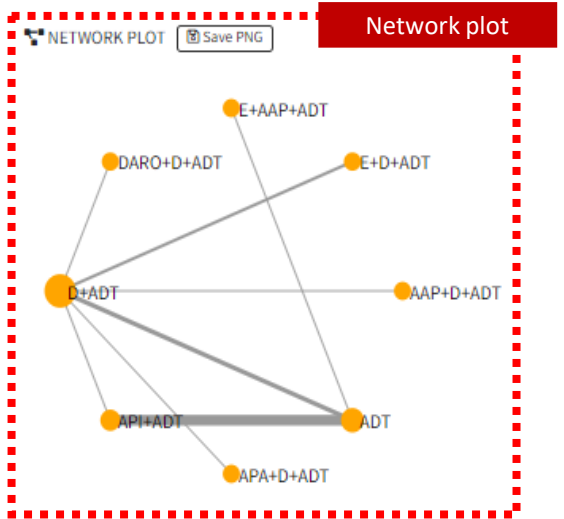 Network plot
NETWORK PLOT Save PNG
E+AAP+ADT
DARO+D+ADT
E+D+ADT
D+ADT
AAP+D+ADT
API+ADT
ADT
APA+D+ADT